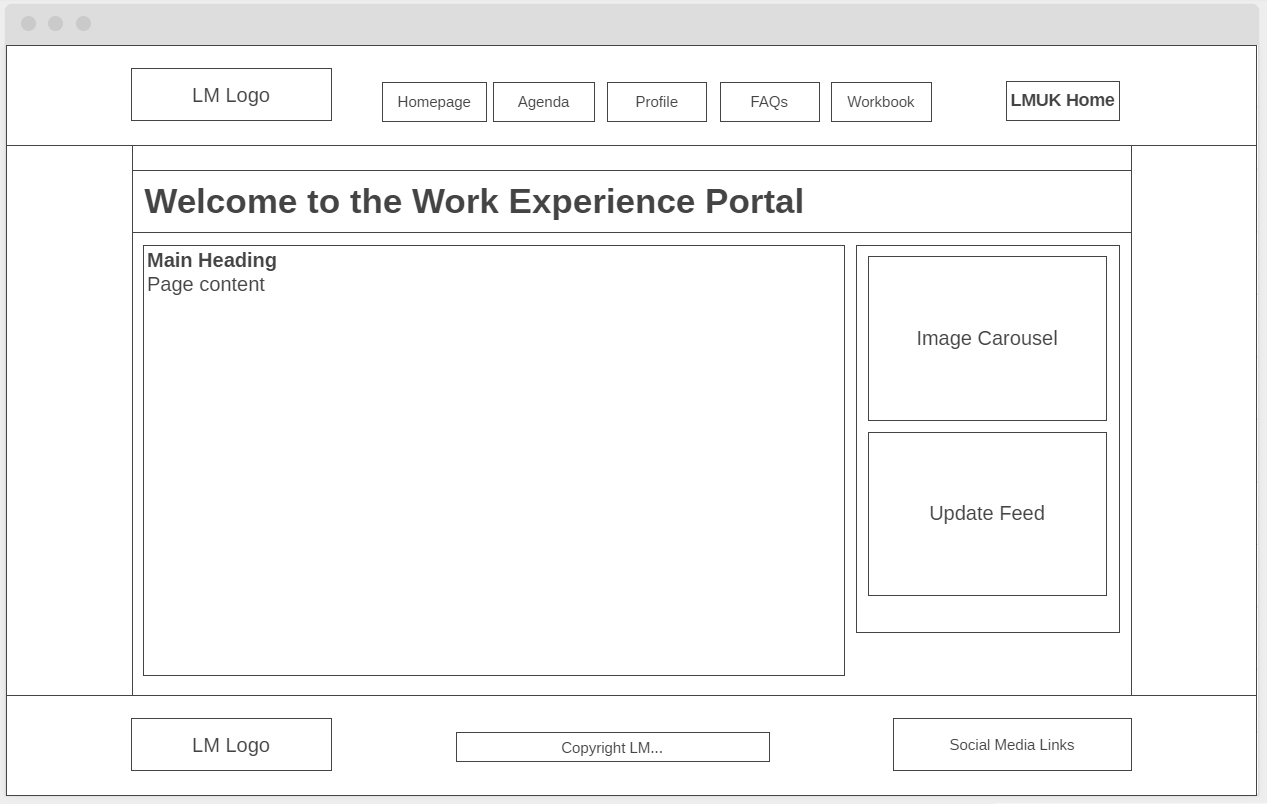 LM Logo
Homepage
Agenda
Profile
FAQs
Workbook
LMUK Home
Welcome to the Work Experience Portal
Main Heading
Page content
Image Carousel
Update Feed
LM Logo
Copyright LM...
Social Media Links